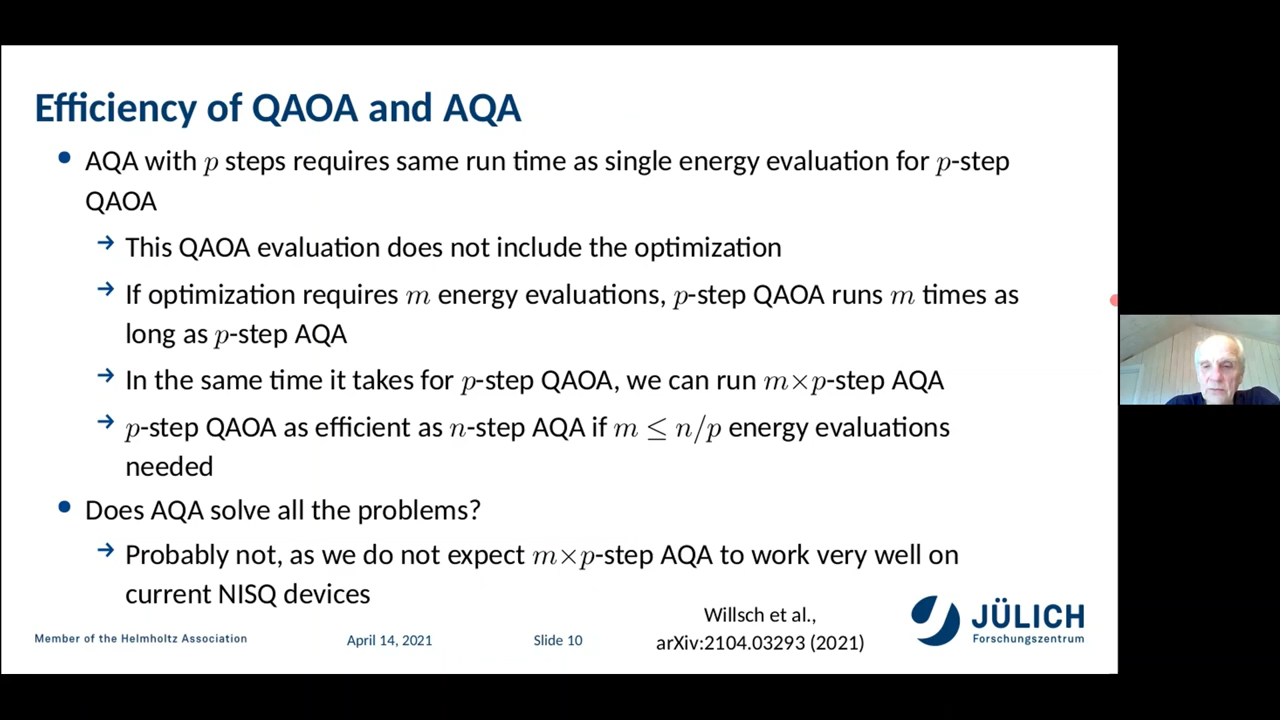 Efficiency of QAOA and AQA
AQA with p steps requires same run time as single energy evaluation for p-step
QAOA
This QAOA evaluation does not include the optimization
If optimization requires m energy evaluations, p-step QAOA runs m times as
long as p-step AQA
In the same time it takes for p-step QAOA, we can run m×p-step AQA
p-step QAOA as efficient as n-step AQA if m ≤ n/p energy evaluations
needed
Does AQA solve all the problems?
Probably not, as we do not expect m×p-step AQA to work very well on
current NISQ devices
Willsch et al.,
arXiv:2104.03293 (2021)
Member of the Helmholtz Association
April 14, 2021
Slide 10
JÜLICH
Forschungszentrum